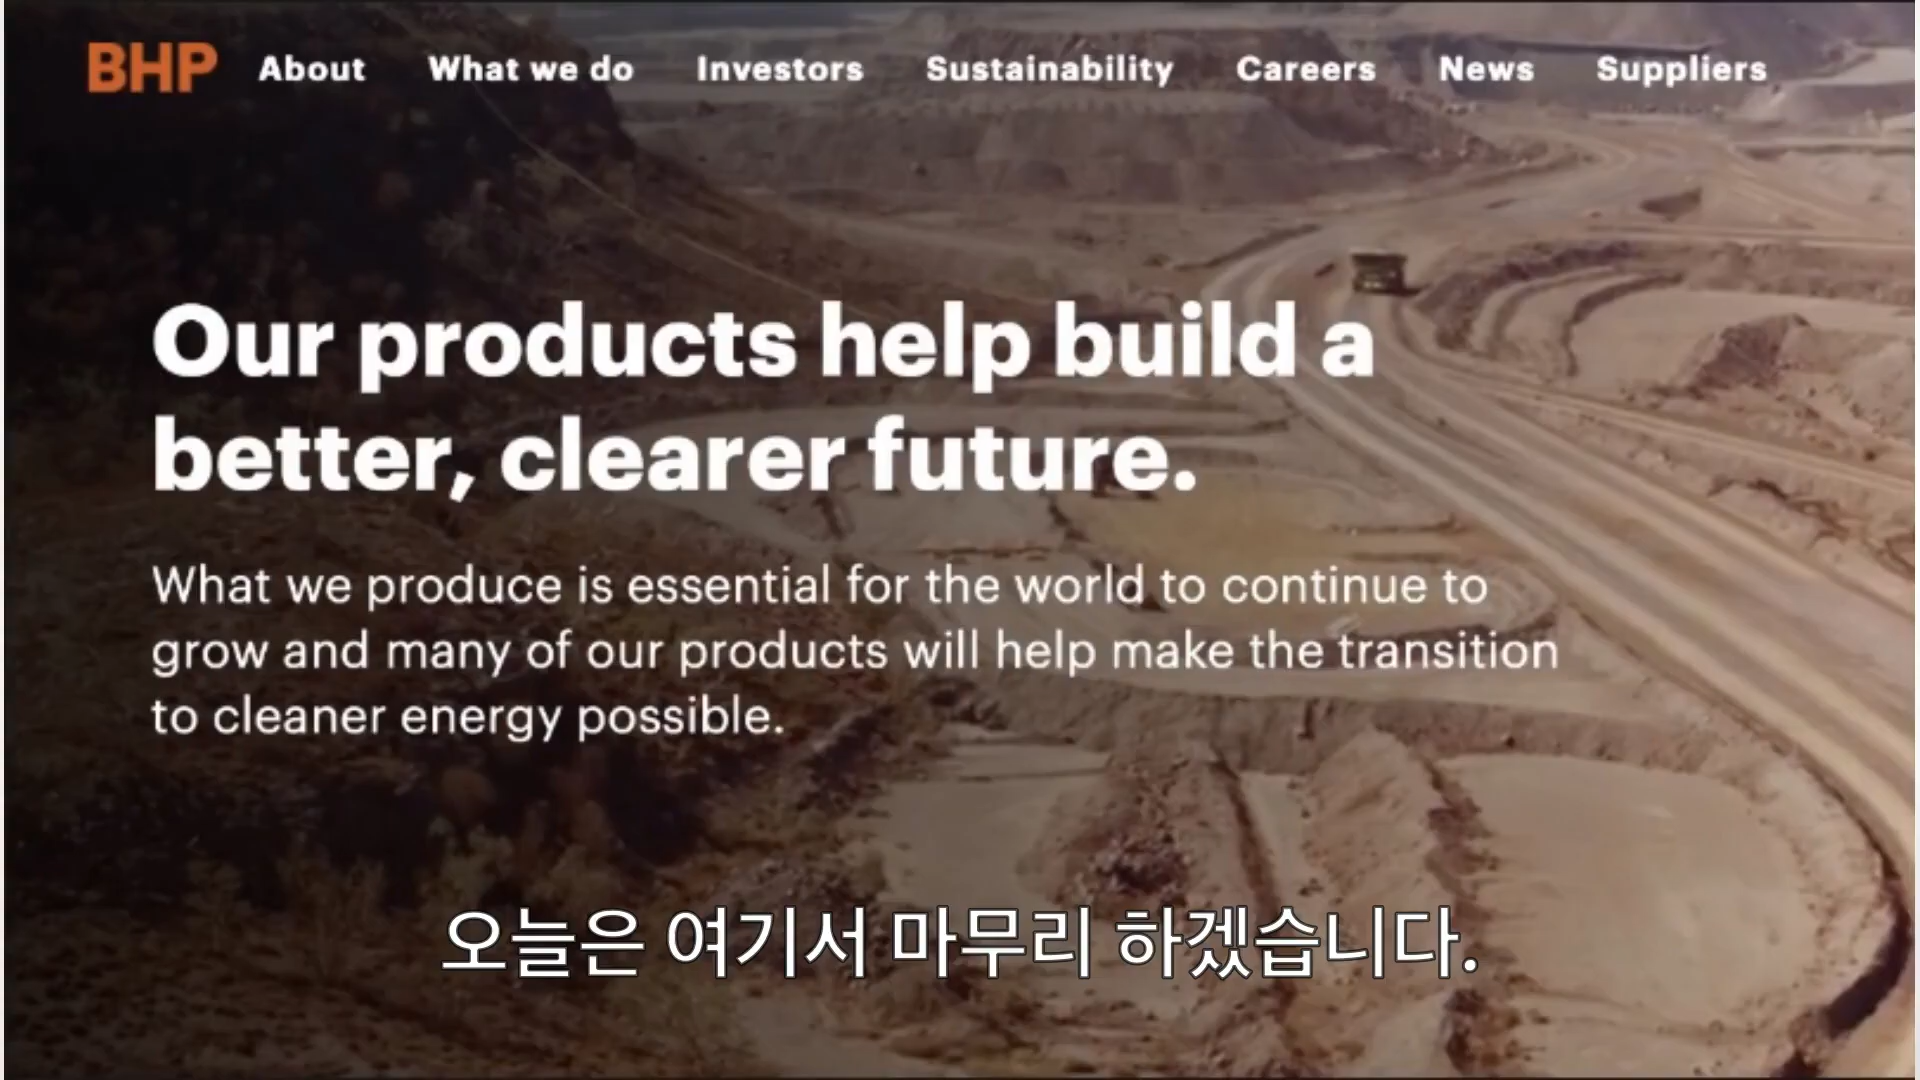 BHP About What we do Investors Sustainability Careers News Suppliers
Our products help build a
better, clearer future.
What we produce is essential for the world to continue to
grow and many of our products will help make the transition
to cleaner energy possible.
오늘은 여기서 마무리 하겠습니다.